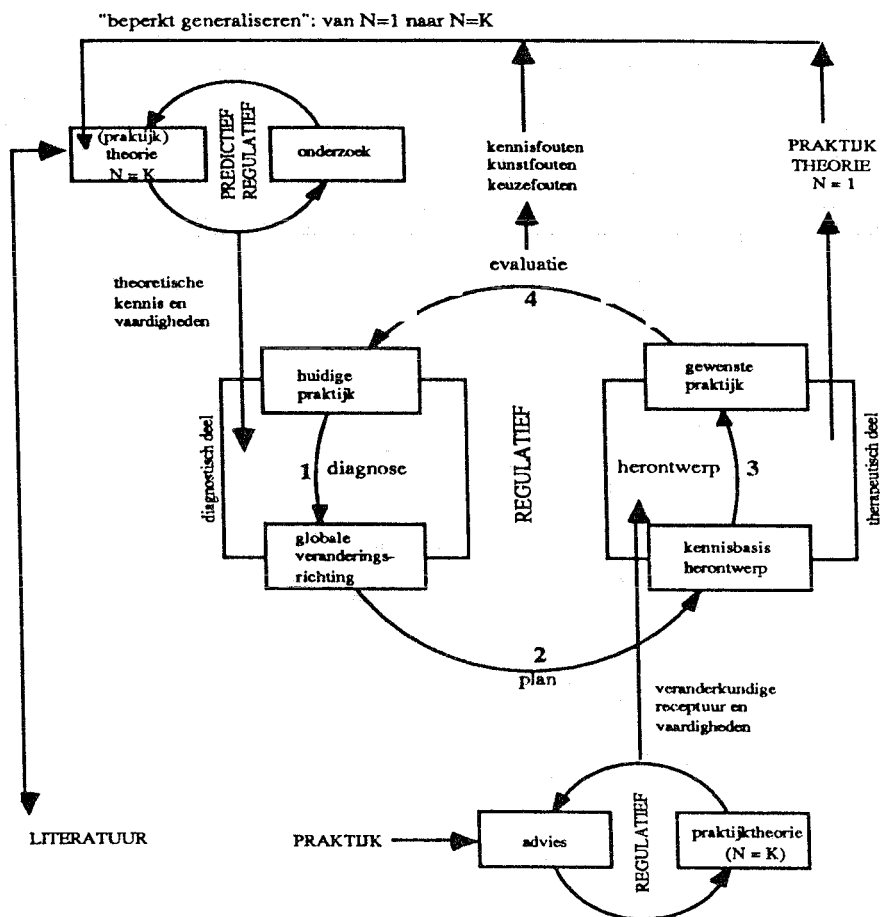 "beperkt generaliseren": van N=1 naar N=K
(praktijk)
theorie
N = K
PREDICTIEF
REGULATIEF
onderzoek
kennisfouten
kunstfouten
keuzefouten
PRAKTIJK
THEORIE
N = 1
theoretische
kennis en
vaardigheden
evaluatie
4
huidige
praktijk
gewenste
praktijk
diagnostisch deel
1 diagnose
REGULATIEF
herontwerp 3
therapeutisch deel
globale
veranderings-
richting
kennisbasis
herontwerp
2
plan
veranderkundige
receptuur en
vaardigheden
LITERATUUR
PRAKTIJK
advies
REGULATIEF
praktijktheorie
(N = K)